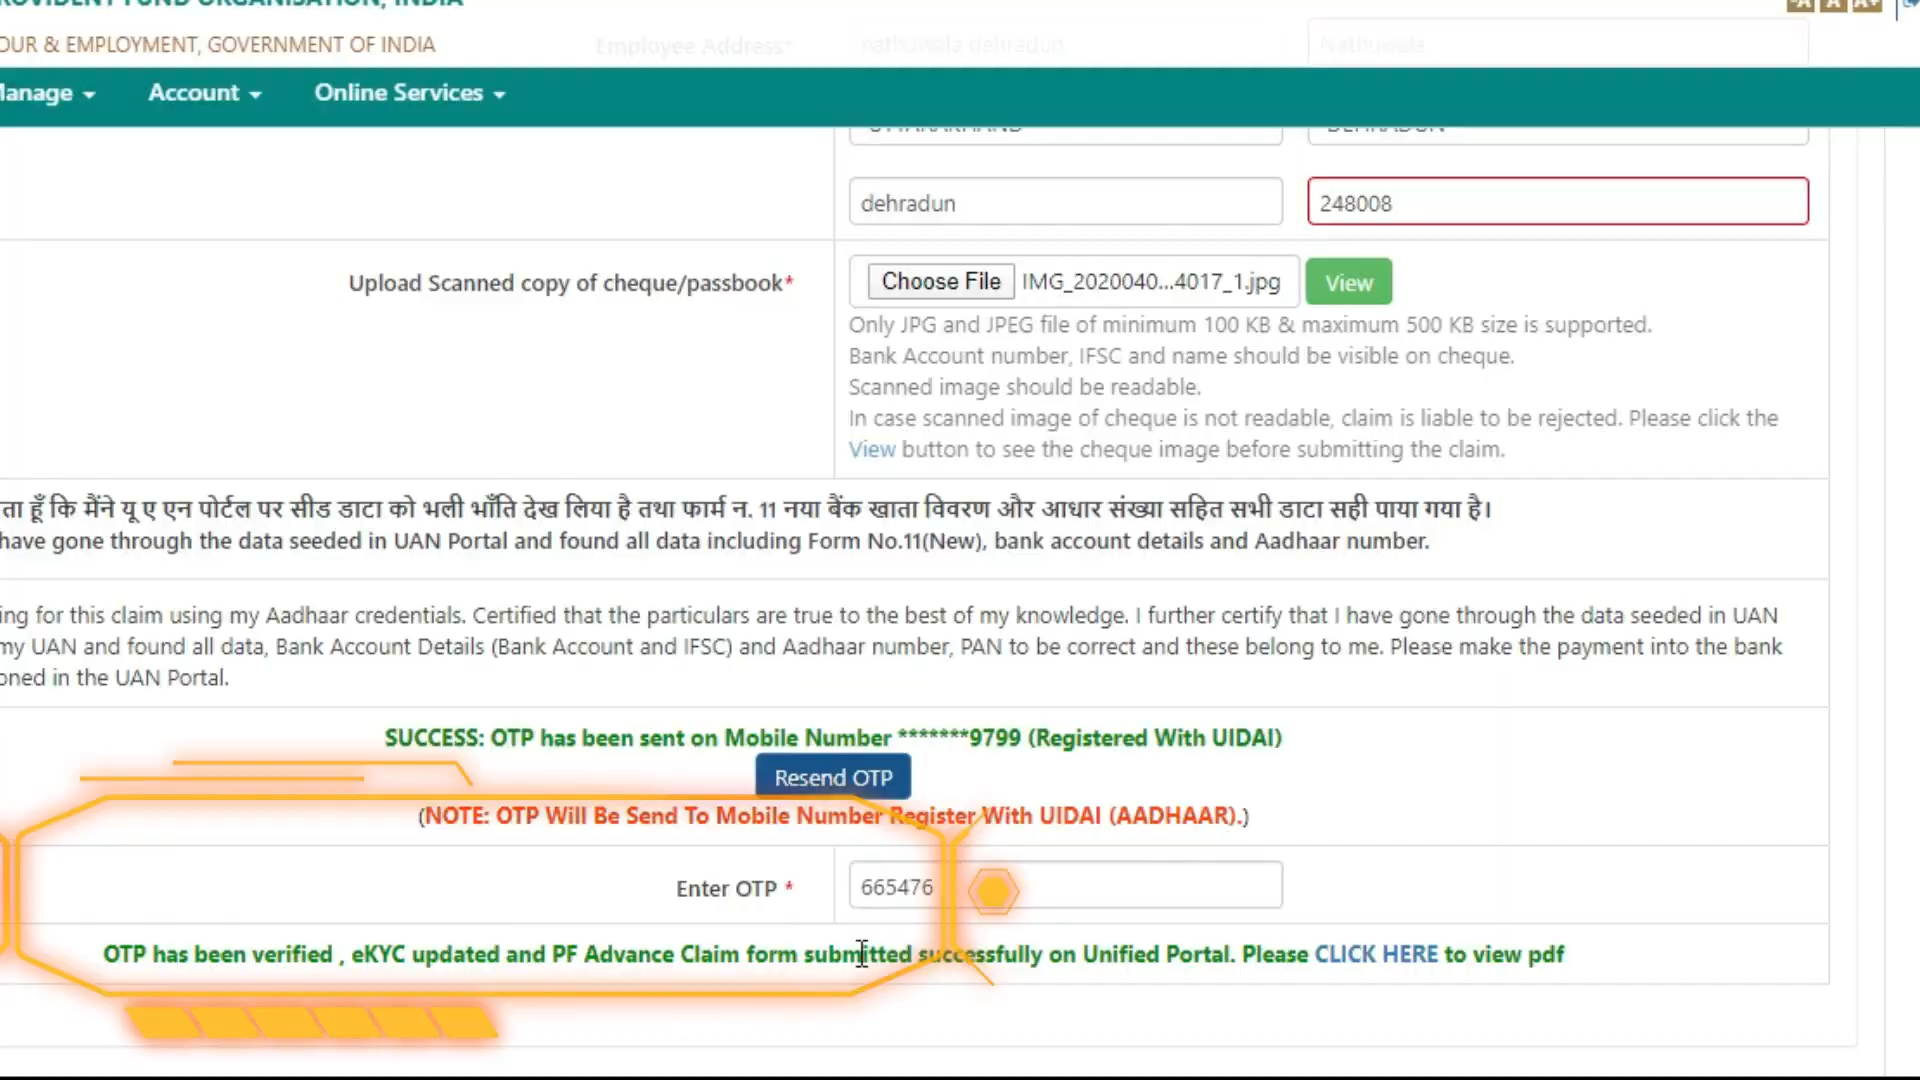 PROVIDENT FUND ORGANISATION, INDIA
-A A A+
OUR & EMPLOYMENT, GOVERNMENT OF INDIA
Employee Address*
nathuwala dehradun
Nathuwala
Manage
Account
Online Services
UTTARAKHAND
DEHRADUN
dehradun
248008
Upload Scanned copy of cheque/passbook*
Choose File IMG_2020040...4017_1.jpg
View
Only JPG and JPEG file of minimum 100 KB & maximum 500 KB size is supported.
Bank Account number, IFSC and name should be visible on cheque.
Scanned image should be readable.
In case scanned image of cheque is not readable, claim is liable to be rejected. Please click the
View button to see the cheque image before submitting the claim.
ता हूँ कि मैंने यू ए एन पोर्टल पर सीड डाटा को भली भाँति देख लिया है तथा फार्म न. 11 नया बैंक खाता विवरण और आधार संख्या सहित सभी डाटा सही पाया गया है।
have gone through the data seeded in UAN Portal and found all data including Form No.11(New), bank account details and Aadhaar number.
ing for this claim using my Aadhaar credentials. Certified that the particulars are true to the best of my knowledge. I further certify that I have gone through the data seeded in UAN
my UAN and found all data, Bank Account Details (Bank Account and IFSC) and Aadhaar number, PAN to be correct and these belong to me. Please make the payment into the bank
oned in the UAN Portal.
SUCCESS: OTP has been sent on Mobile Number *******9799 (Registered With UIDAI)
Resend OTP
(NOTE: OTP Will Be Send To Mobile Number Register With UIDAI (AADHAAR).)
Enter OTP *
665476
OTP has been verified , eKYC updated and PF Advance Claim form submitted successfully on Unified Portal. Please CLICK HERE to view pdf